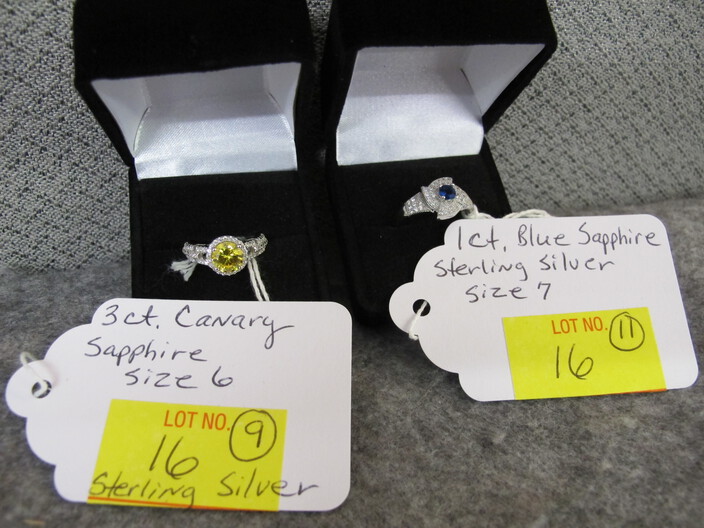 3ct. Canary
Sapphire
Size 6
LOT NO. 9
16
Sterling Silver
1ct. Blue Sapphire
Sterling Silver
Size 7
LOT NO. 11
16